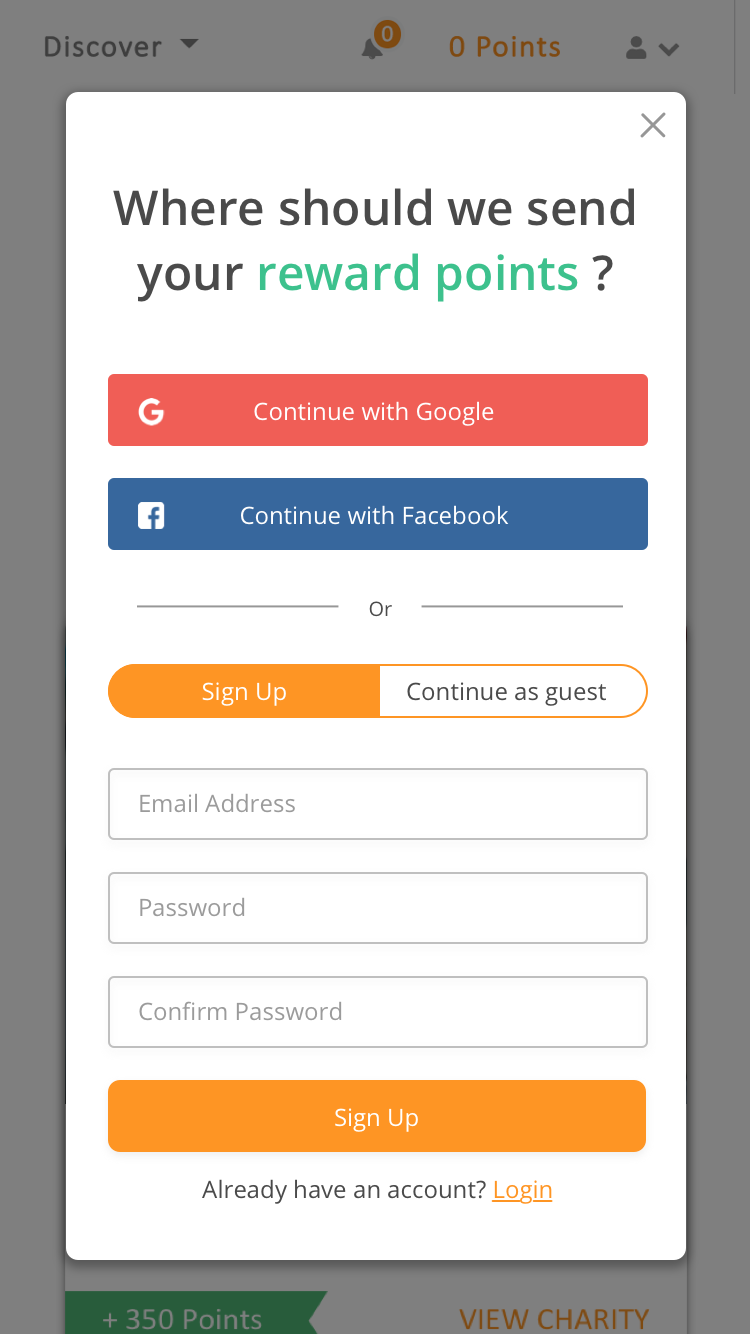 Discover
0
0 Points
Where should we send
your reward points ?
Continue with Google
Continue with Facebook
Or
Sign Up
Continue as guest
Email Address
Password
Confirm Password
Sign Up
Already have an account? Login
+ 350 Points
VIEW CHARITY